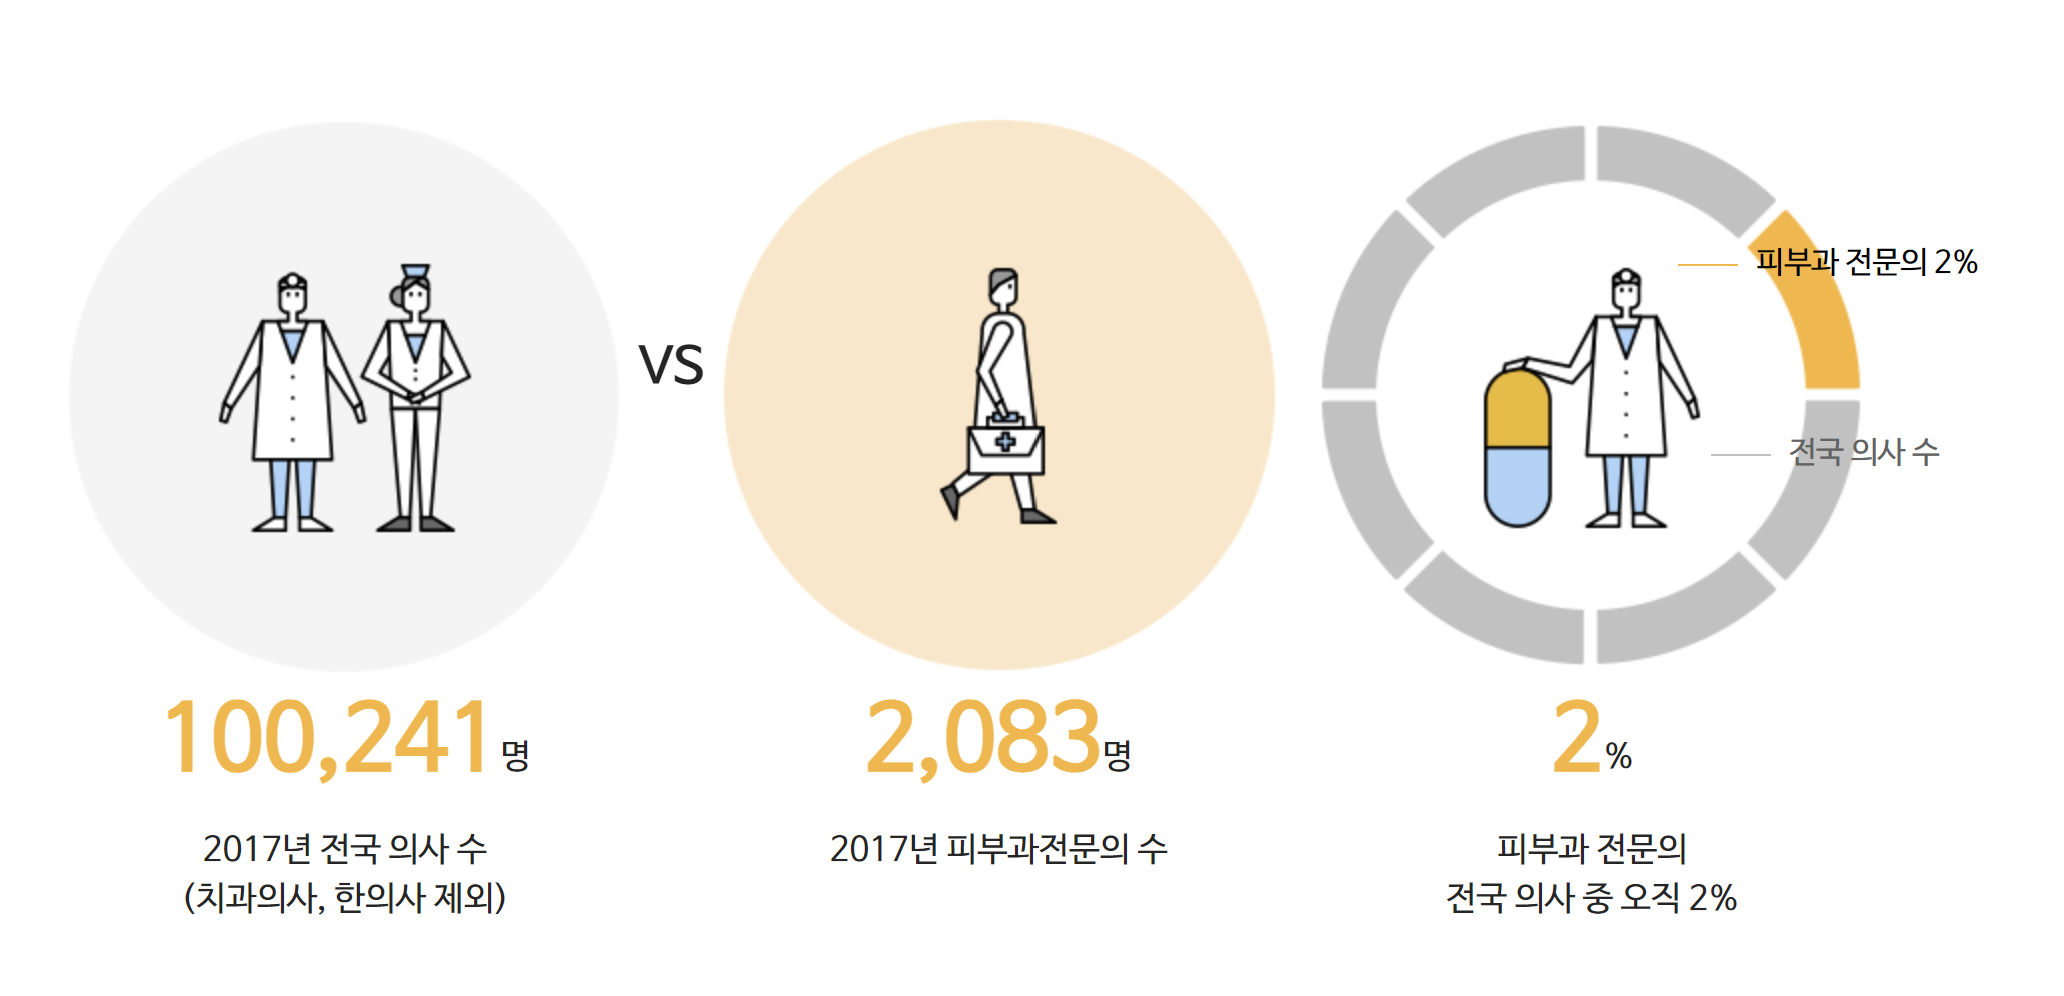 VS
피부과 전문의 2%
전국 의사 수
100,241 명
2017년 전국 의사 수
(치과의사, 한의사 제외)
2,083명
2017년 피부과전문의 수
2%
피부과 전문의
전국 의사 중 오직 2%